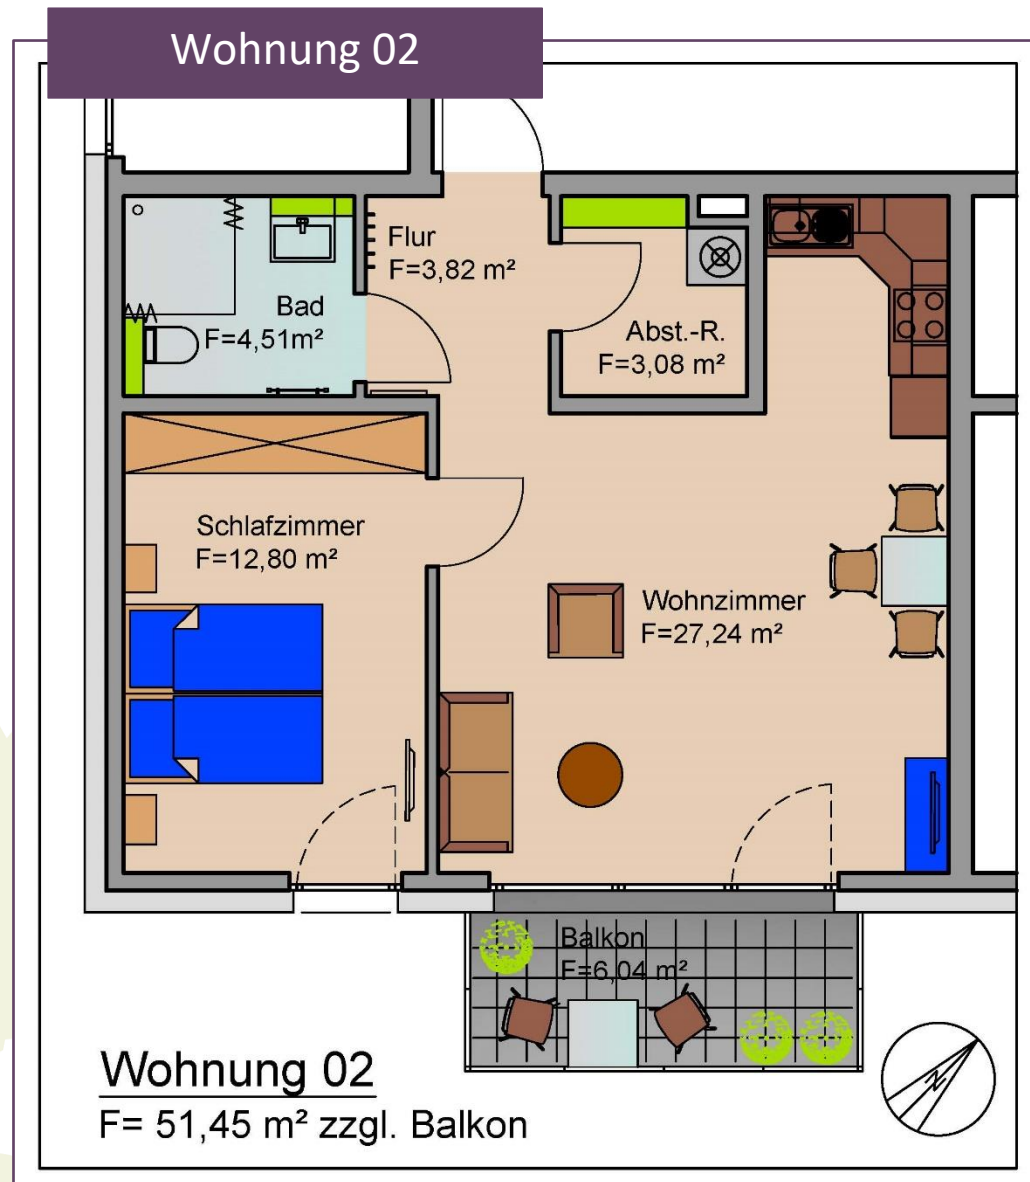 Wohnung 02
Flur
F=3,82 m²
Bad
F=4,51m²
Abst.-R.
F=3,08 m²
Schlafzimmer
F=12,80 m²
Wohnzimmer
F=27,24 m²
Balkon
F=6,04 m²
Wohnung 02
F= 51,45 m² zzgl. Balkon
N